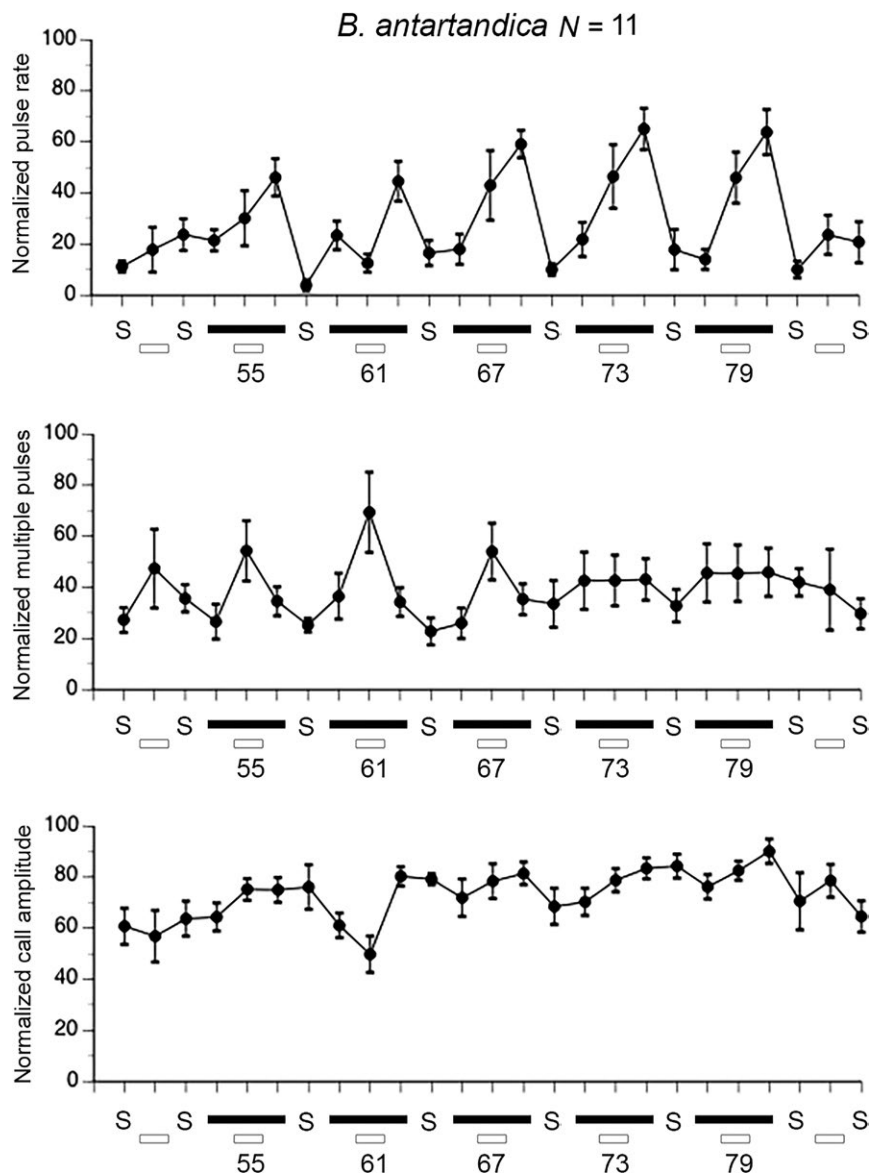 B. antartandica N = 11
Normalized pulse rate
100
80
60
40
20
0
S S S S S S S S
55 61 67 73 79
Normalized multiple pulses
100
80
60
40
20
0
S S S S S S S S
55 61 67 73 79
Normalized call amplitude
100
80
60
40
20
0
S S S S S S S S
55 61 67 73 79